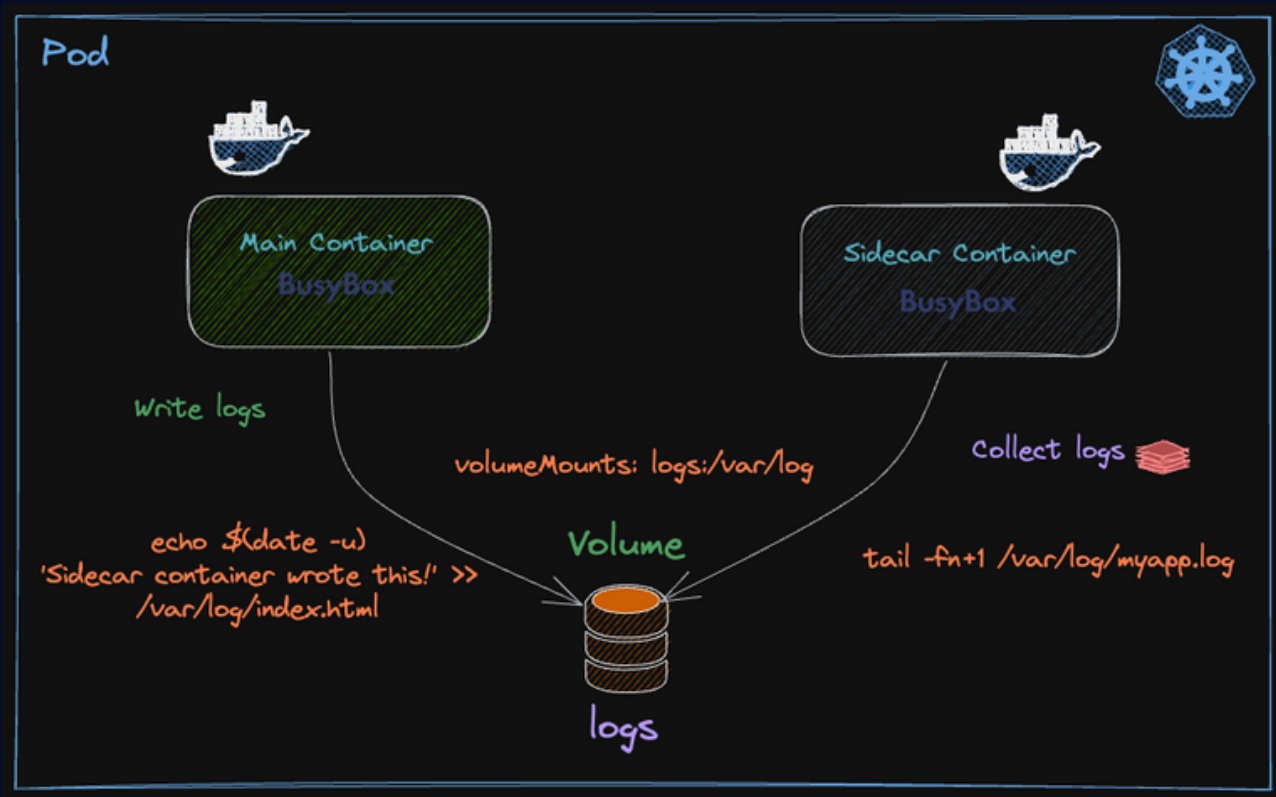 Pod
Main Container
BusyBox
Sidecar Container
BusyBox
Write logs
Collect logs
volumeMounts: logs:/var/log
echo $(date -u)
'Sidecar container wrote this!' >>
/var/log/index.html
Volume
tail -fn+1 /var/log/myapp.log
logs